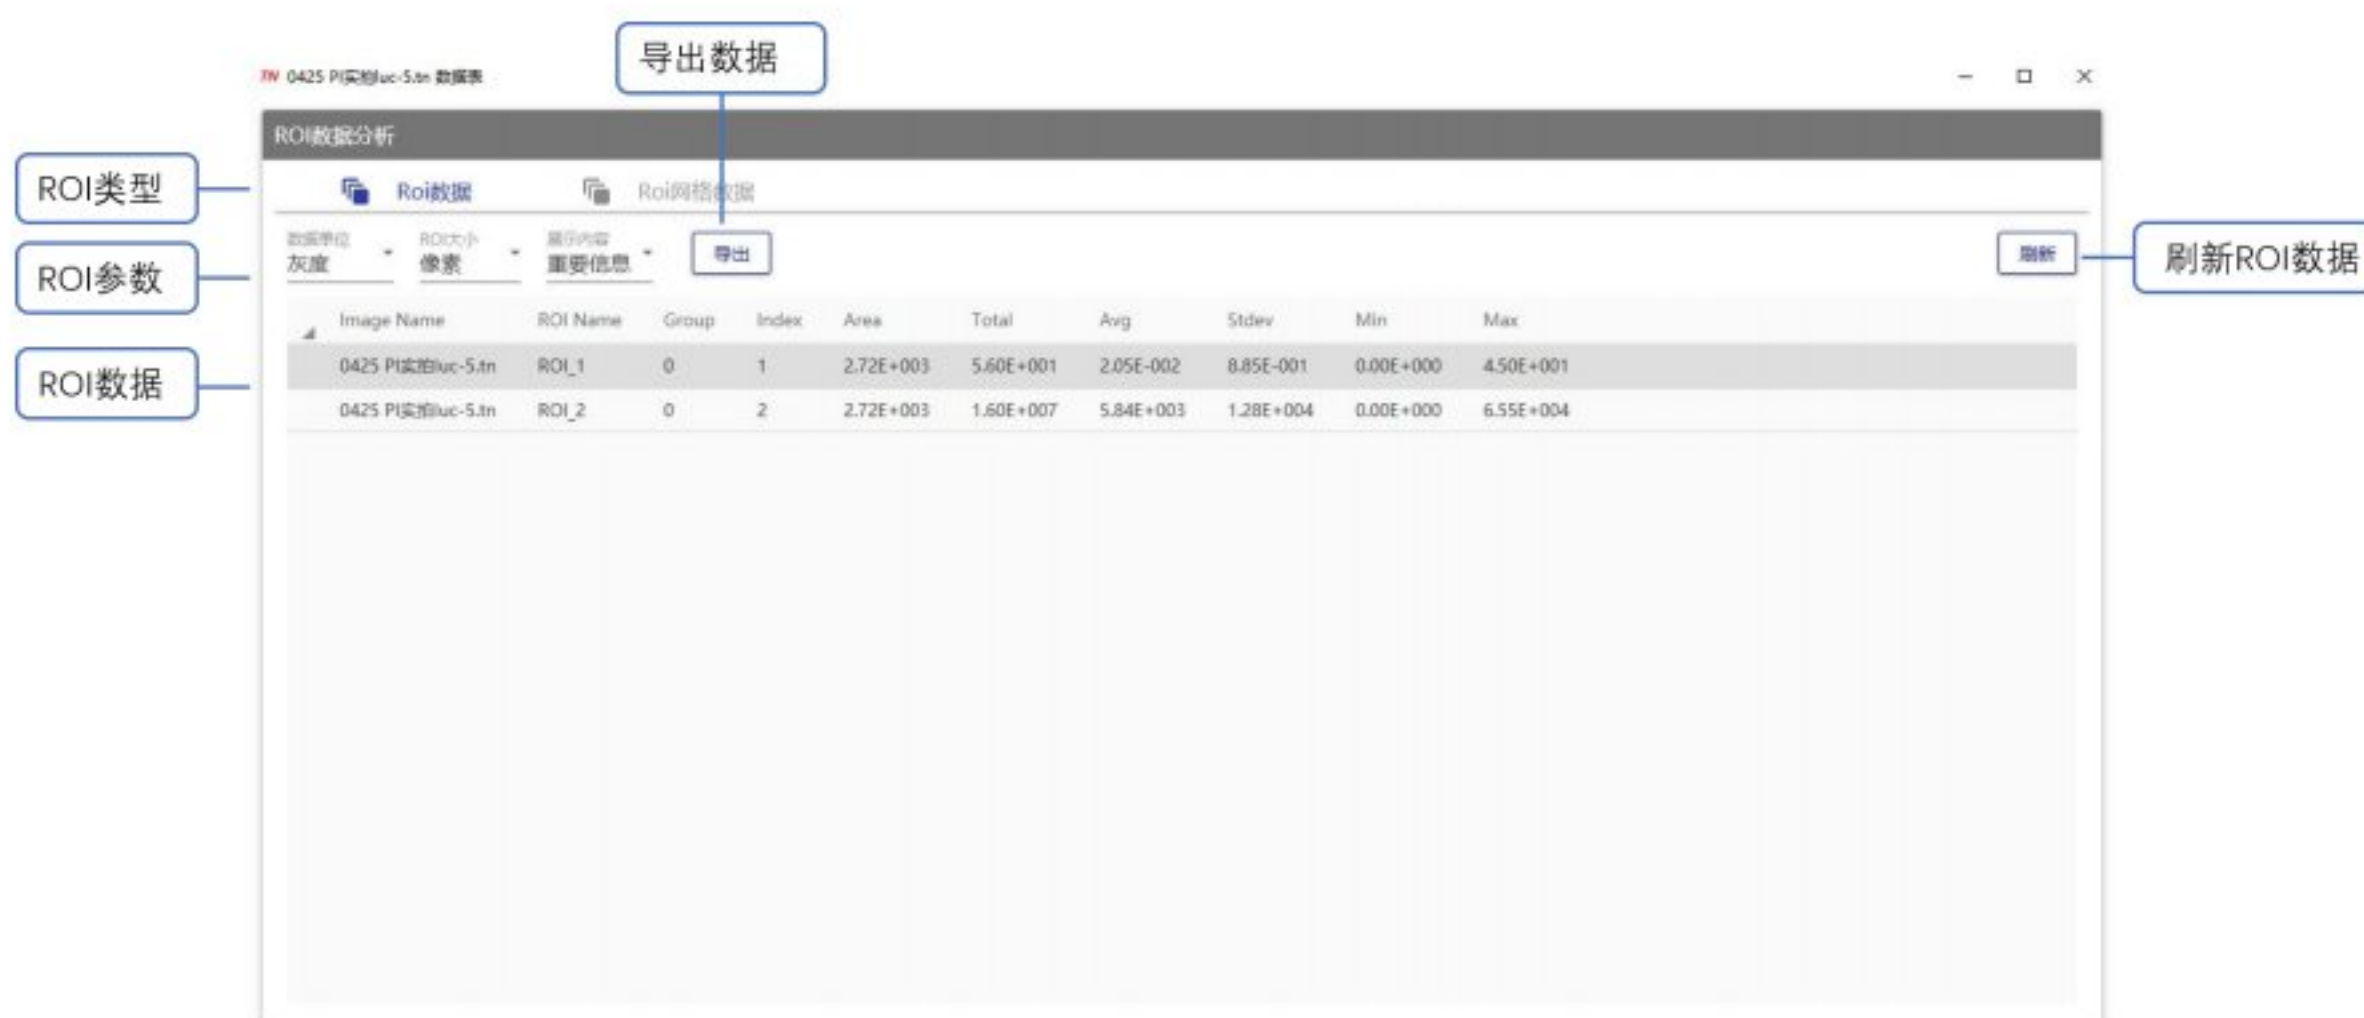 导出数据
TN 0425 PI实拍luc-5.tn 数据表
ROI数据分析
ROI类型
Roi数据 Roi网格数据
数据单位 ROI大小 展示内容
灰度 像素 重要信息 导出 刷新
ROI参数
刷新ROI数据
Image Name ROI Name Group Index Area Total Avg Stdev Min Max
0425 PI实拍luc-5.tn ROI_1 0 1 2.72E+003 5.60E+001 2.05E-002 8.85E-001 0.00E+000 4.50E+001
ROI数据
0425 PI实拍luc-5.tn ROI_2 0 2 2.72E+003 1.60E+007 5.84E+003 1.28E+004 0.00E+000 6.55E+004